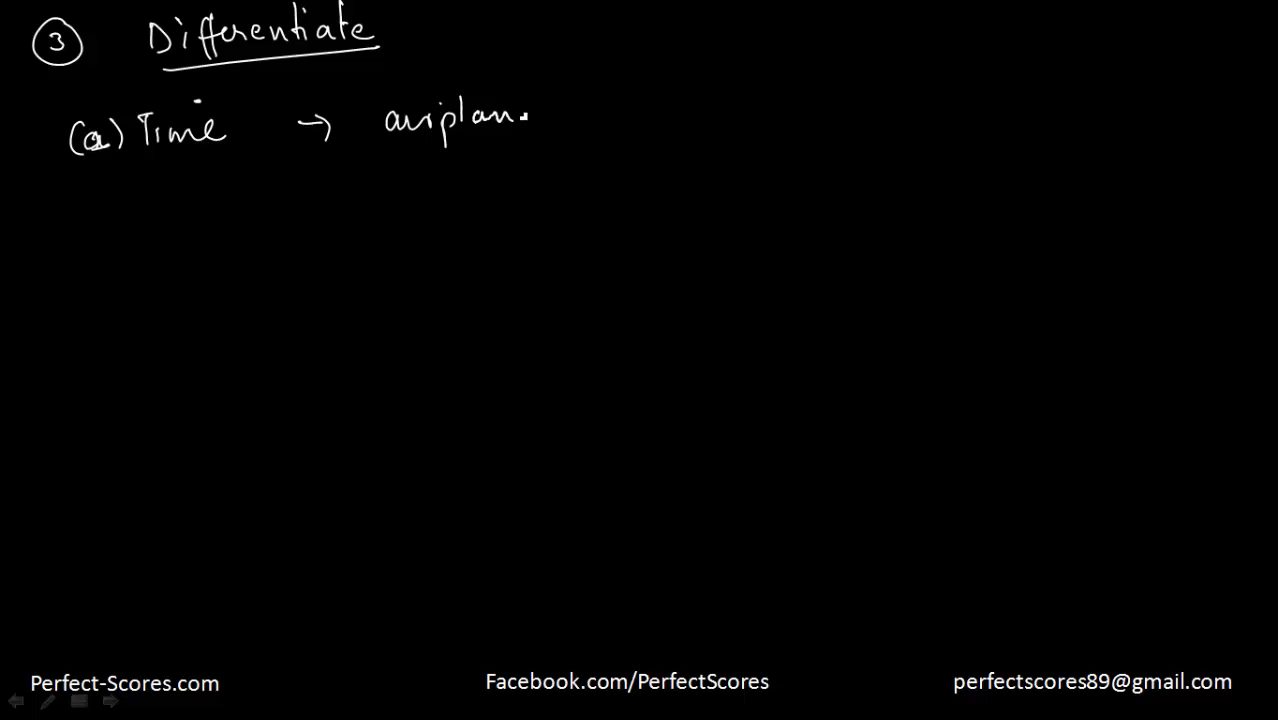 3 Differentiate
(a) Time → airplan
Perfect-Scores.com Facebook.com/PerfectScores perfectscores89@gmail.com